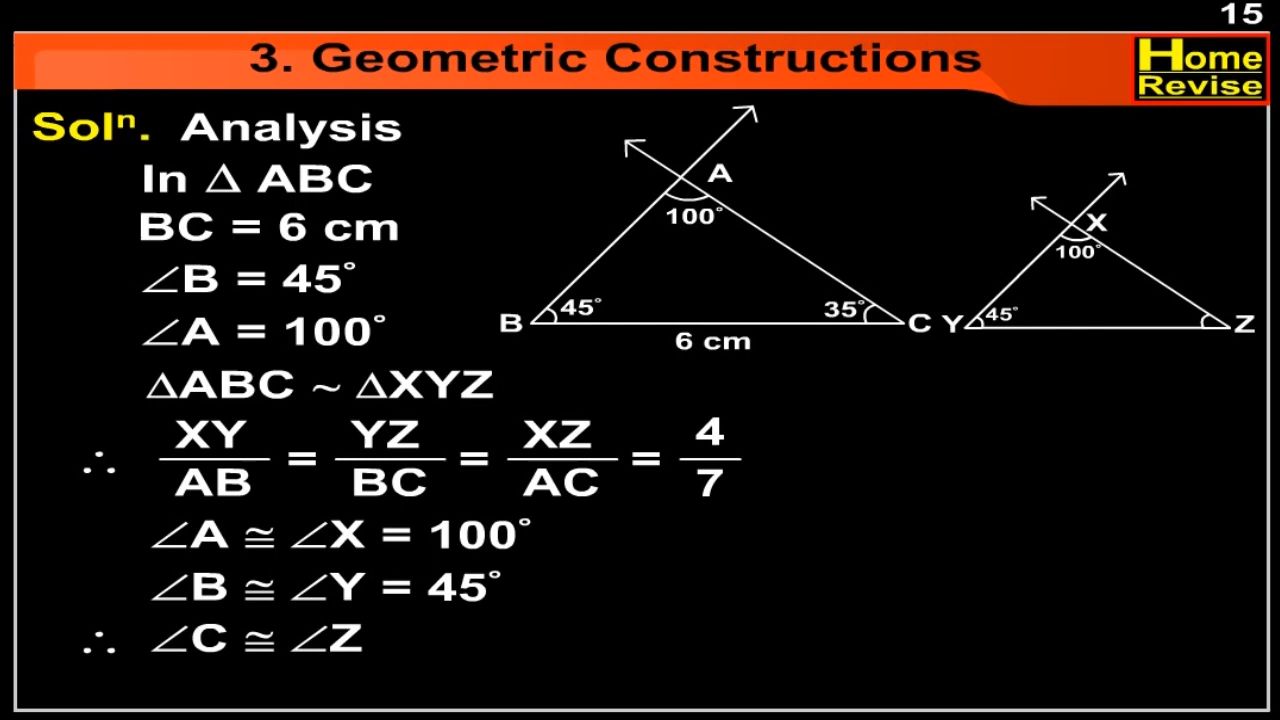 15
3. Geometric Constructions
Home
Revise
Solⁿ. Analysis
In Δ ABC
BC = 6 cm
∠B = 45°
∠A = 100°
ΔABC ~ ΔXYZ
∴ XY/AB = YZ/BC = XZ/AC = 4/7
∠A ≅ ∠X = 100°
∠B ≅ ∠Y = 45°
∴ ∠C ≅ ∠Z
A
100°
B 45° 35° C
6 cm
X
100°
Y 45° Z